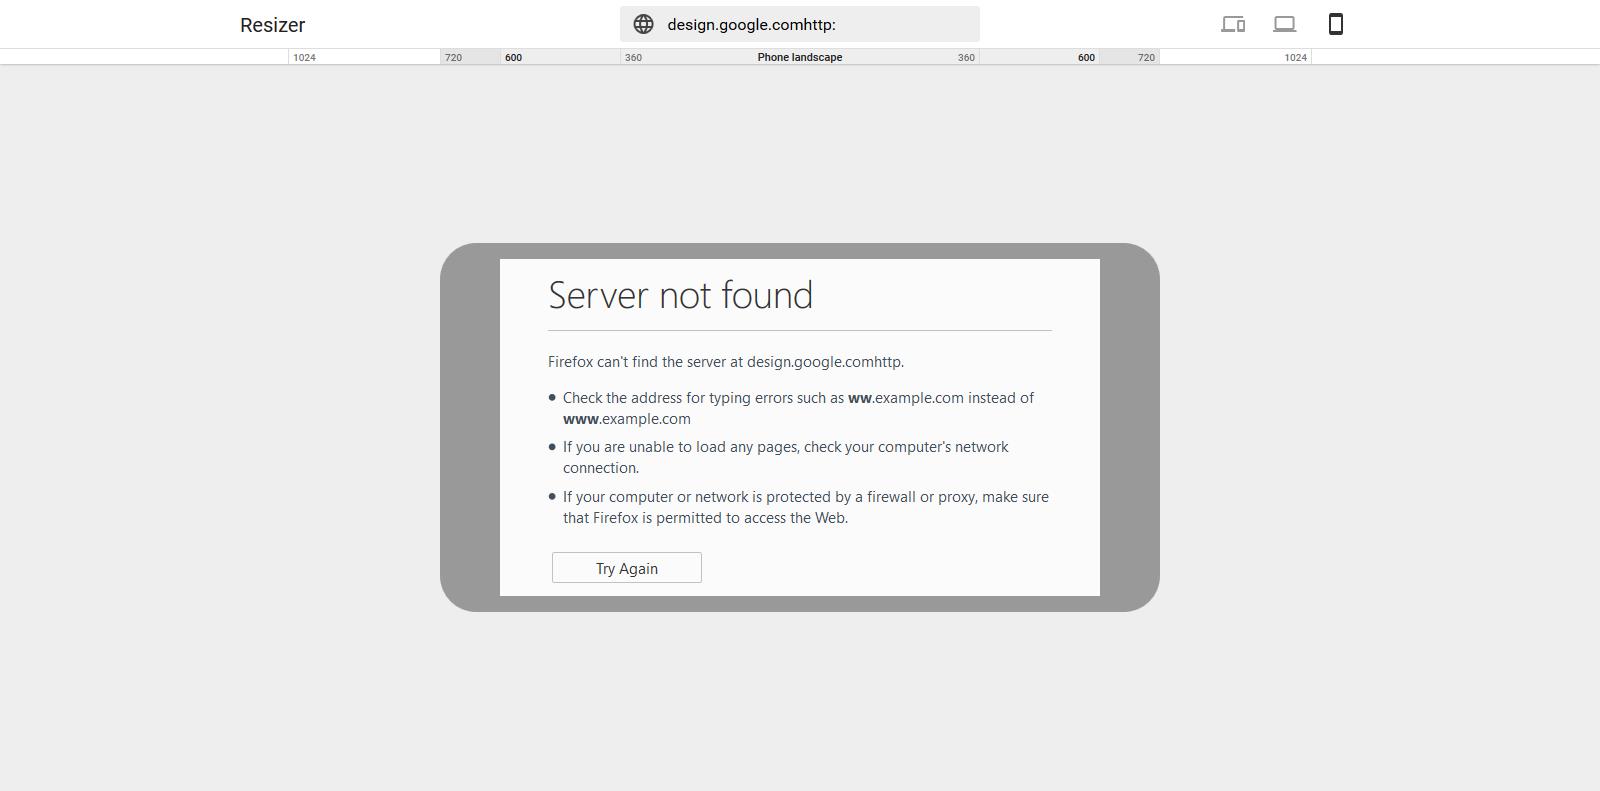 Resizer
design.google.comhttp:
1024 720 600 360 Phone landscape 360 600 720 1024
Server not found
Firefox can't find the server at design.google.comhttp.
Check the address for typing errors such as ww.example.com instead of
www.example.com
If you are unable to load any pages, check your computer's network
connection.
If your computer or network is protected by a firewall or proxy, make sure
that Firefox is permitted to access the Web.
Try Again